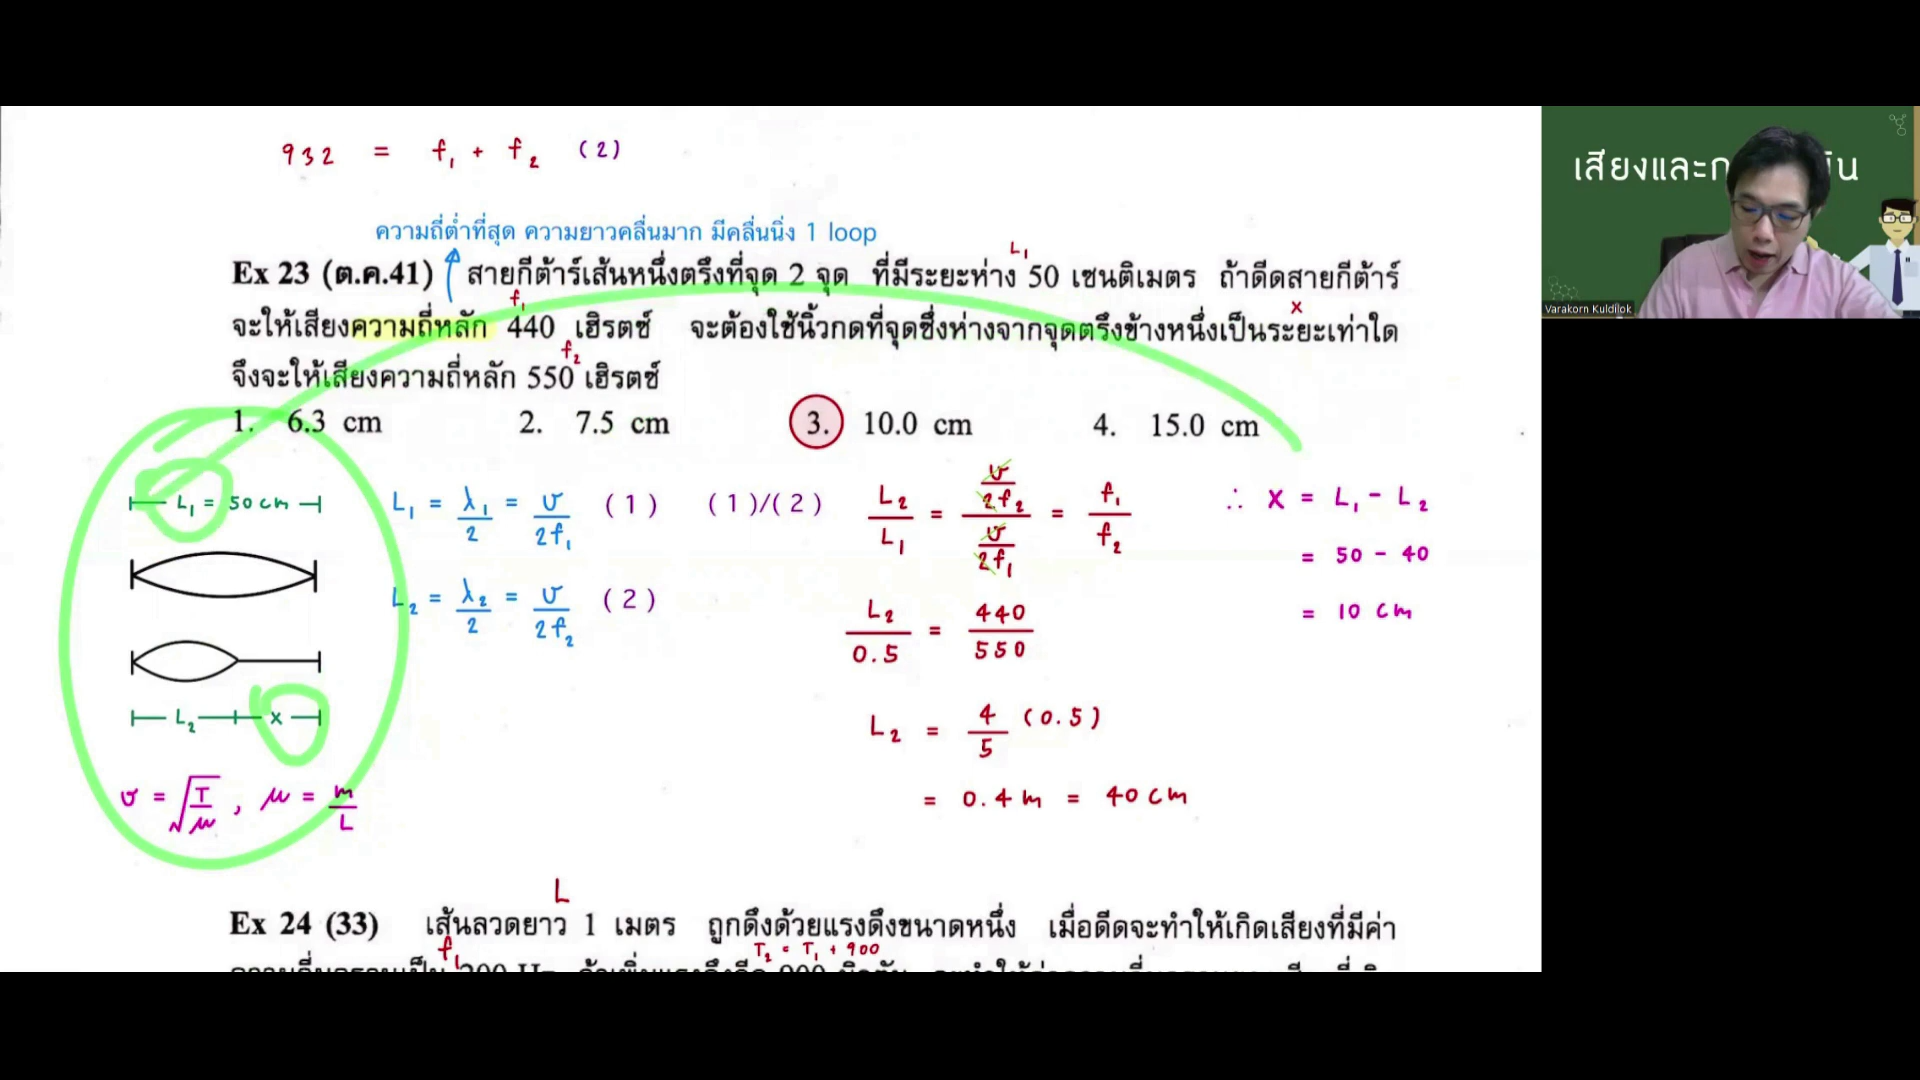 932 = f₁ + f₂ (2)
ความถี่ต่ำที่สุด ความยาวคลื่นมาก มีคลื่นนิ่ง 1 loop
L₁
Ex 23 (ต.ค.41) สายกีต้าร์เส้นหนึ่งตรึงที่จุด 2 จุด ที่มีระยะห่าง 50 เซนติเมตร ถ้าดีดสายกีต้าร์
f₁ x
จะให้เสียงความถี่หลัก 440 เฮิรตซ์ จะต้องใช้นิ้วกดที่จุดซึ่งห่างจากจุดตรึงข้างหนึ่งเป็นระยะเท่าใด
f₂
จึงจะให้เสียงความถี่หลัก 550 เฮิรตซ์
1. 6.3 cm 2. 7.5 cm 3. 10.0 cm 4. 15.0 cm
L₁ = 50 cm
L₂ x
v = √(T/μ) , μ = m/L
L₁ = λ₁/2 = v/2f₁ (1)
L₂ = λ₂/2 = v/2f₂ (2)
(1)/(2) L₂/L₁ = (v/2f₂)/(v/2f₁) = f₁/f₂
L₂/0.5 = 440/550
L₂ = 4/5 (0.5)
= 0.4 m = 40 cm
∴ x = L₁ - L₂
= 50 - 40
= 10 cm
L
Ex 24 (33) เส้นลวดยาว 1 เมตร ถูกดึงด้วยแรงดึงขนาดหนึ่ง เมื่อดีดจะทำให้เกิดเสียงที่มีค่า
f₁ T₂ = T₁ + 900
Varakorn Kuldilok